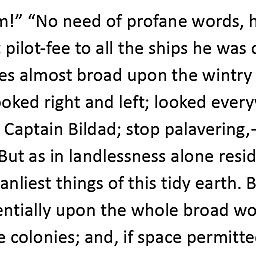 m!” “No need of profane words, h
pilot-fee to all the ships he was c
es almost broad upon the wintry
ooked right and left; looked every
Captain Bildad; stop palavering,-
But as in landlessness alone resid
anliest things of this tidy earth. B
entially upon the whole broad wo
e colonies; and, if space permitte